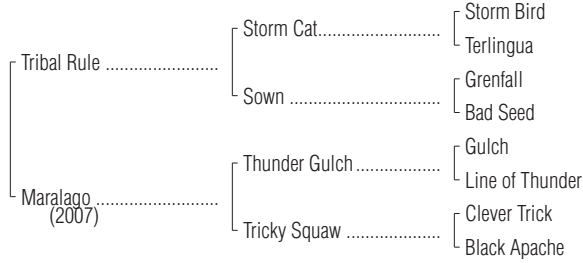 Storm Bird
Storm Cat..............................
Terlingua
Tribal Rule ............................
Grenfall
Sown .....................................
Bad Seed
Gulch
Thunder Gulch.....................
Line of Thunder
Maralago ..............................
(2007)
Clever Trick
Tricky Squaw .......................
Black Apache